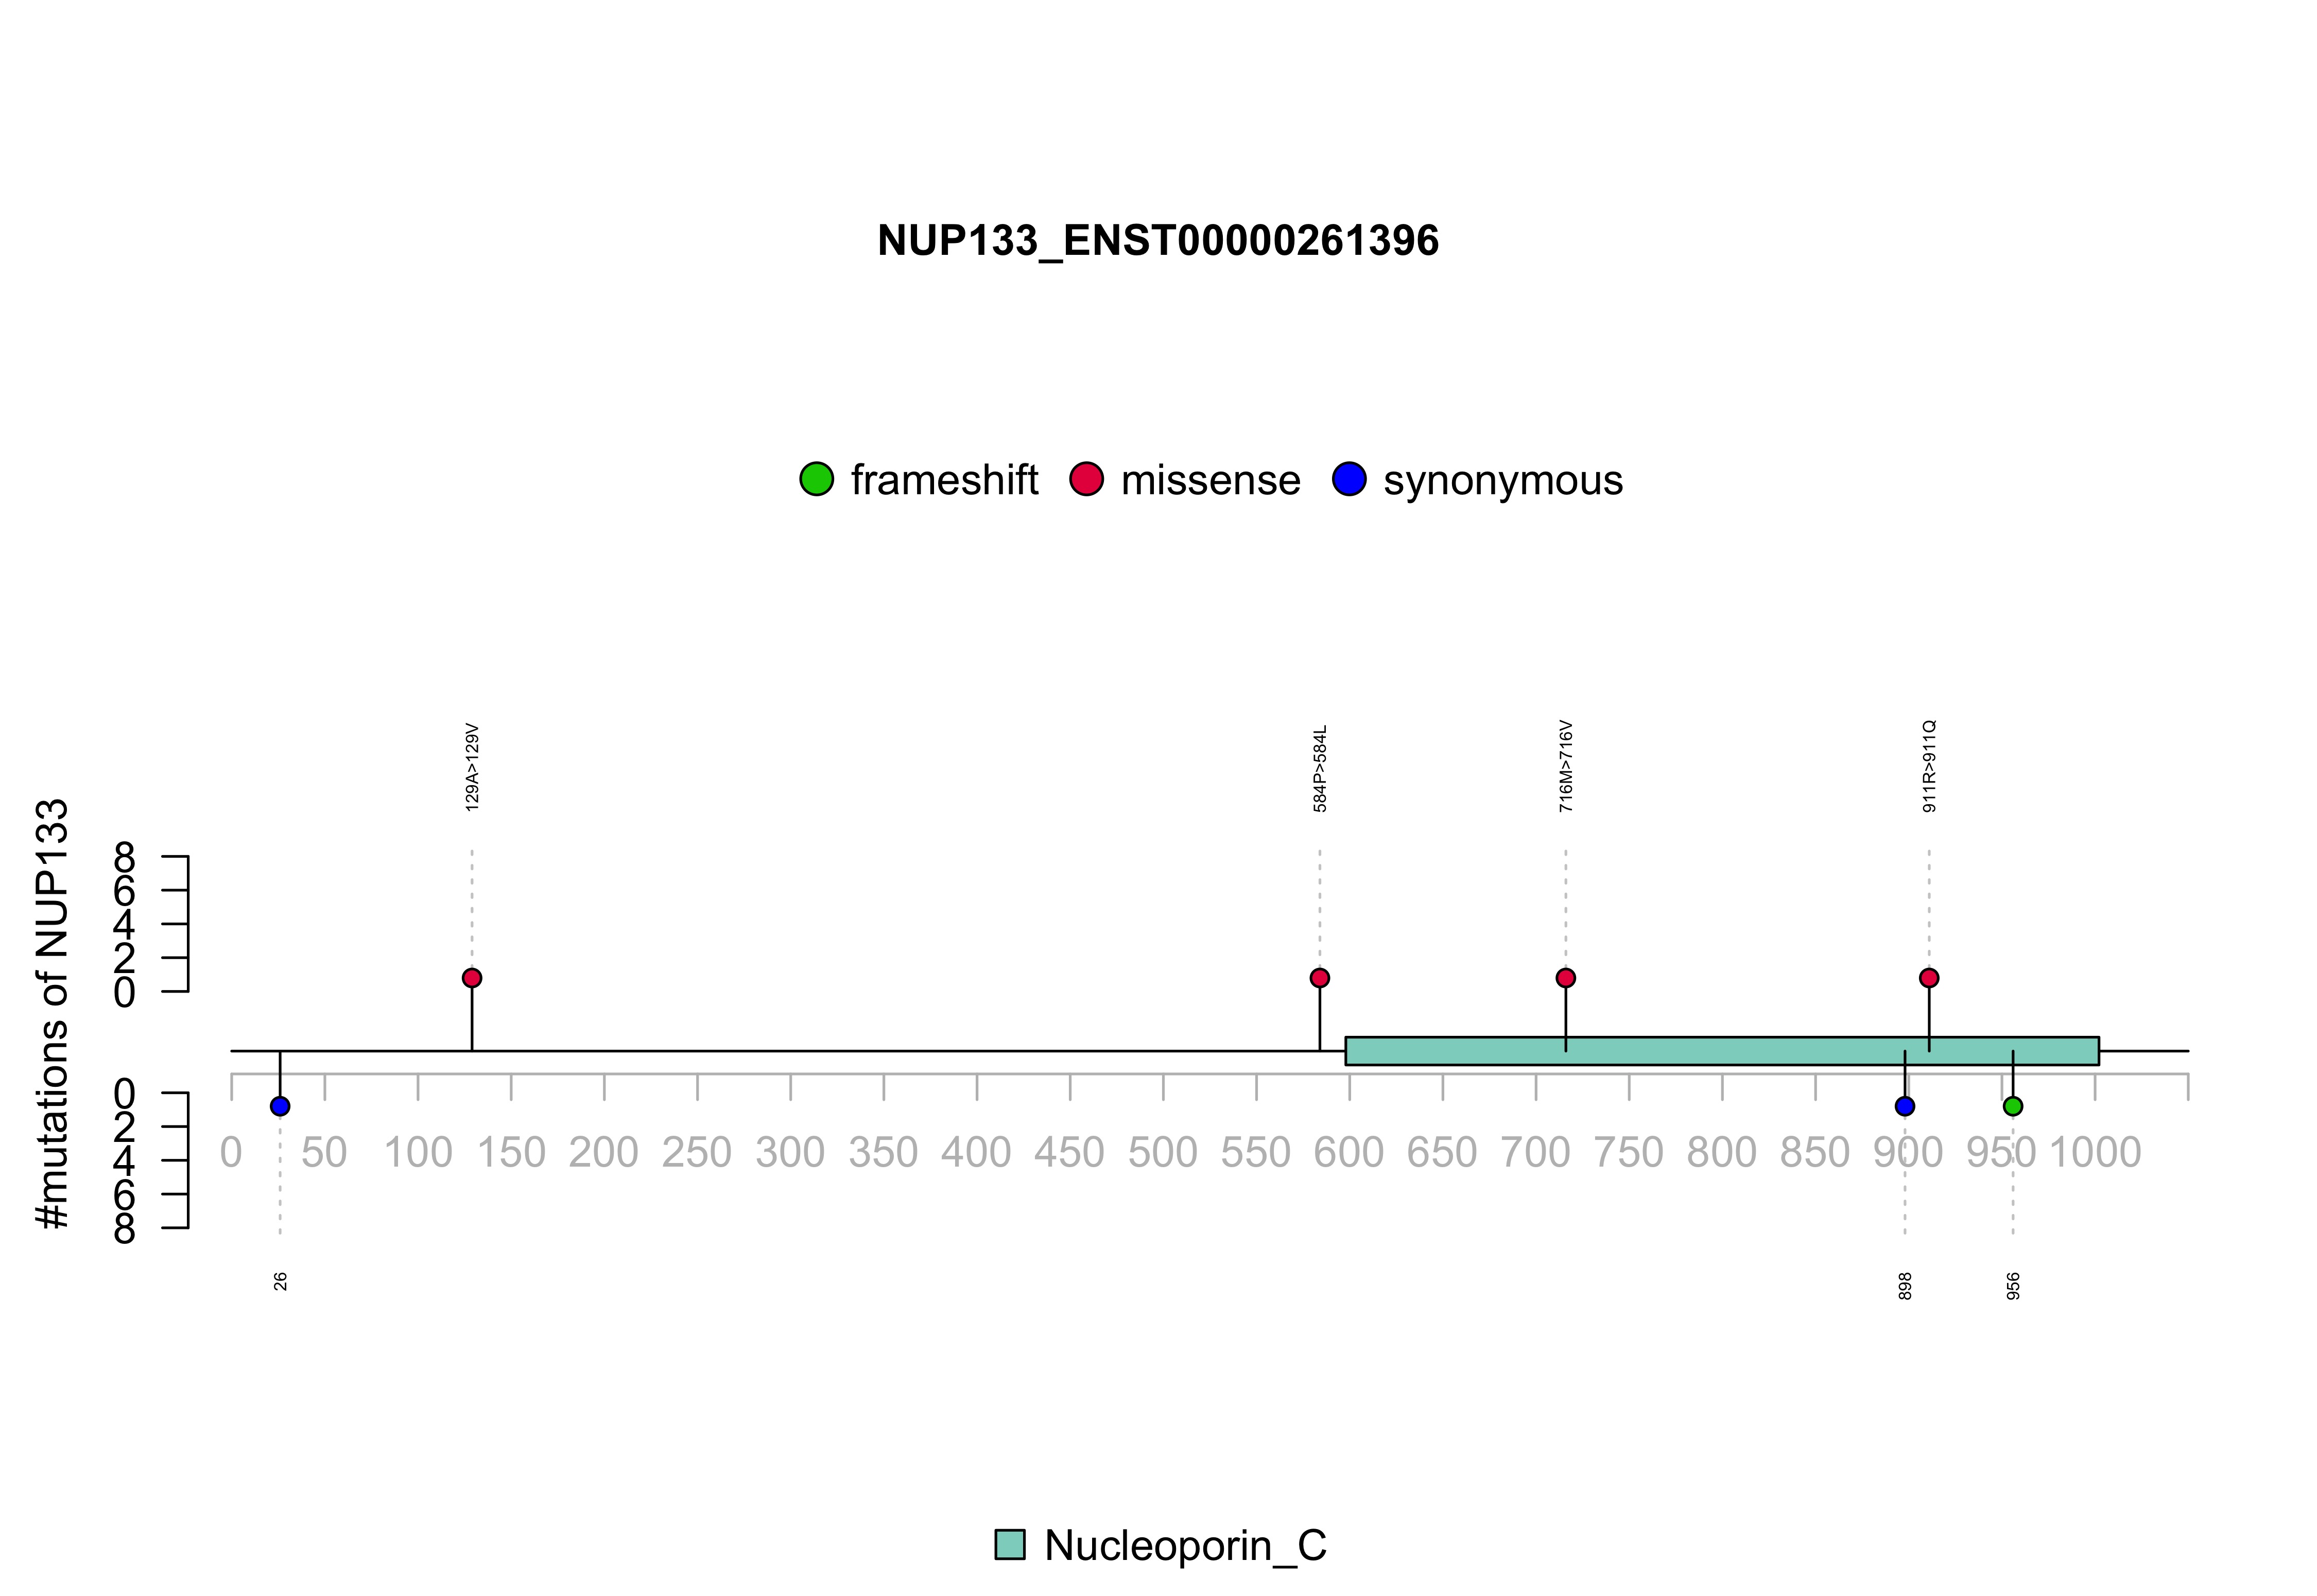 NUP133_ENST00000261396
frameshift missense synonymous
129A>129V 584P>584L 716M>716V 911R>911Q
#mutations of NUP133
8
6
4
2
0
0
2
4
6
8
0 50 100 150 200 250 300 350 400 450 500 550 600 650 700 750 800 850 900 950 1000
26 898 956
Nucleoporin_C